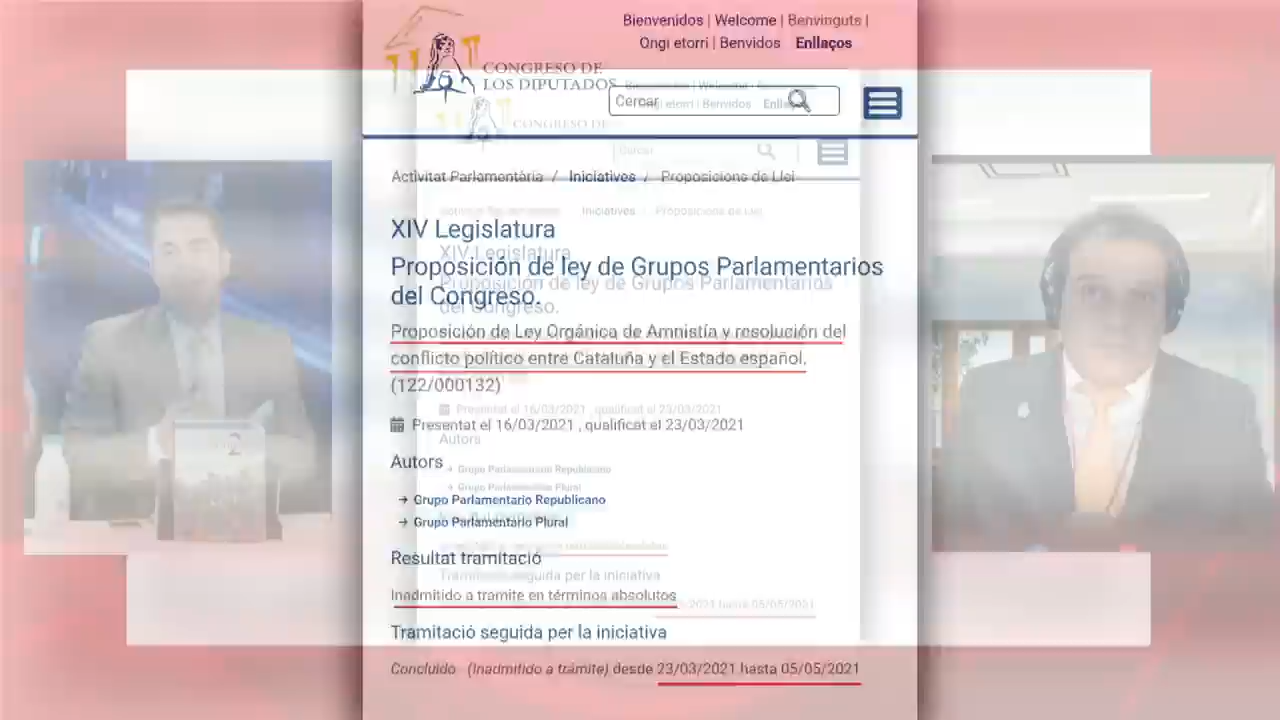 Bienvenidos | Welcome | Benvinguts |
Ongi etorri | Benvidos Enllaços
CONGRESO DE
LOS DIPUTADOS
Cercar
Activitat Parlamentària / Iniciatives / Proposicions de Llei
XIV Legislatura
Proposición de ley de Grupos Parlamentarios
del Congreso.
Proposición de Ley Orgánica de Amnistía y resolución del
conflicto político entre Cataluña y el Estado español.
(122/000132)
Presentat el 16/03/2021 , qualificat el 23/03/2021
Autors
→ Grupo Parlamentario Republicano
→ Grupo Parlamentario Plural
Resultat tramitació
Inadmitido a tramite en términos absolutos
Tramitació seguida per la iniciativa
Concluido (Inadmitido a trámite) desde 23/03/2021 hasta 05/05/2021